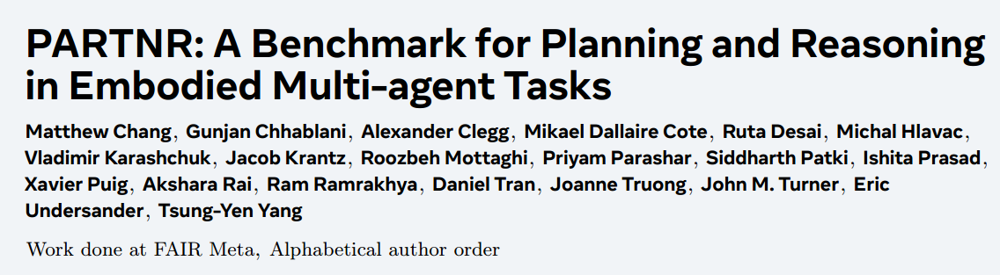 PARTNR: A Benchmark for Planning and Reasoning
in Embodied Multi-agent Tasks
Matthew Chang, Gunjan Chhablani, Alexander Clegg, Mikael Dallaire Cote, Ruta Desai, Michal Hlavac,
Vladimir Karashchuk, Jacob Krantz, Roozbeh Mottaghi, Priyam Parashar, Siddharth Patki, Ishita Prasad,
Xavier Puig, Akshara Rai, Ram Ramrakhya, Daniel Tran, Joanne Truong, John M. Turner, Eric
Undersander, Tsung-Yen Yang
Work done at FAIR Meta, Alphabetical author order